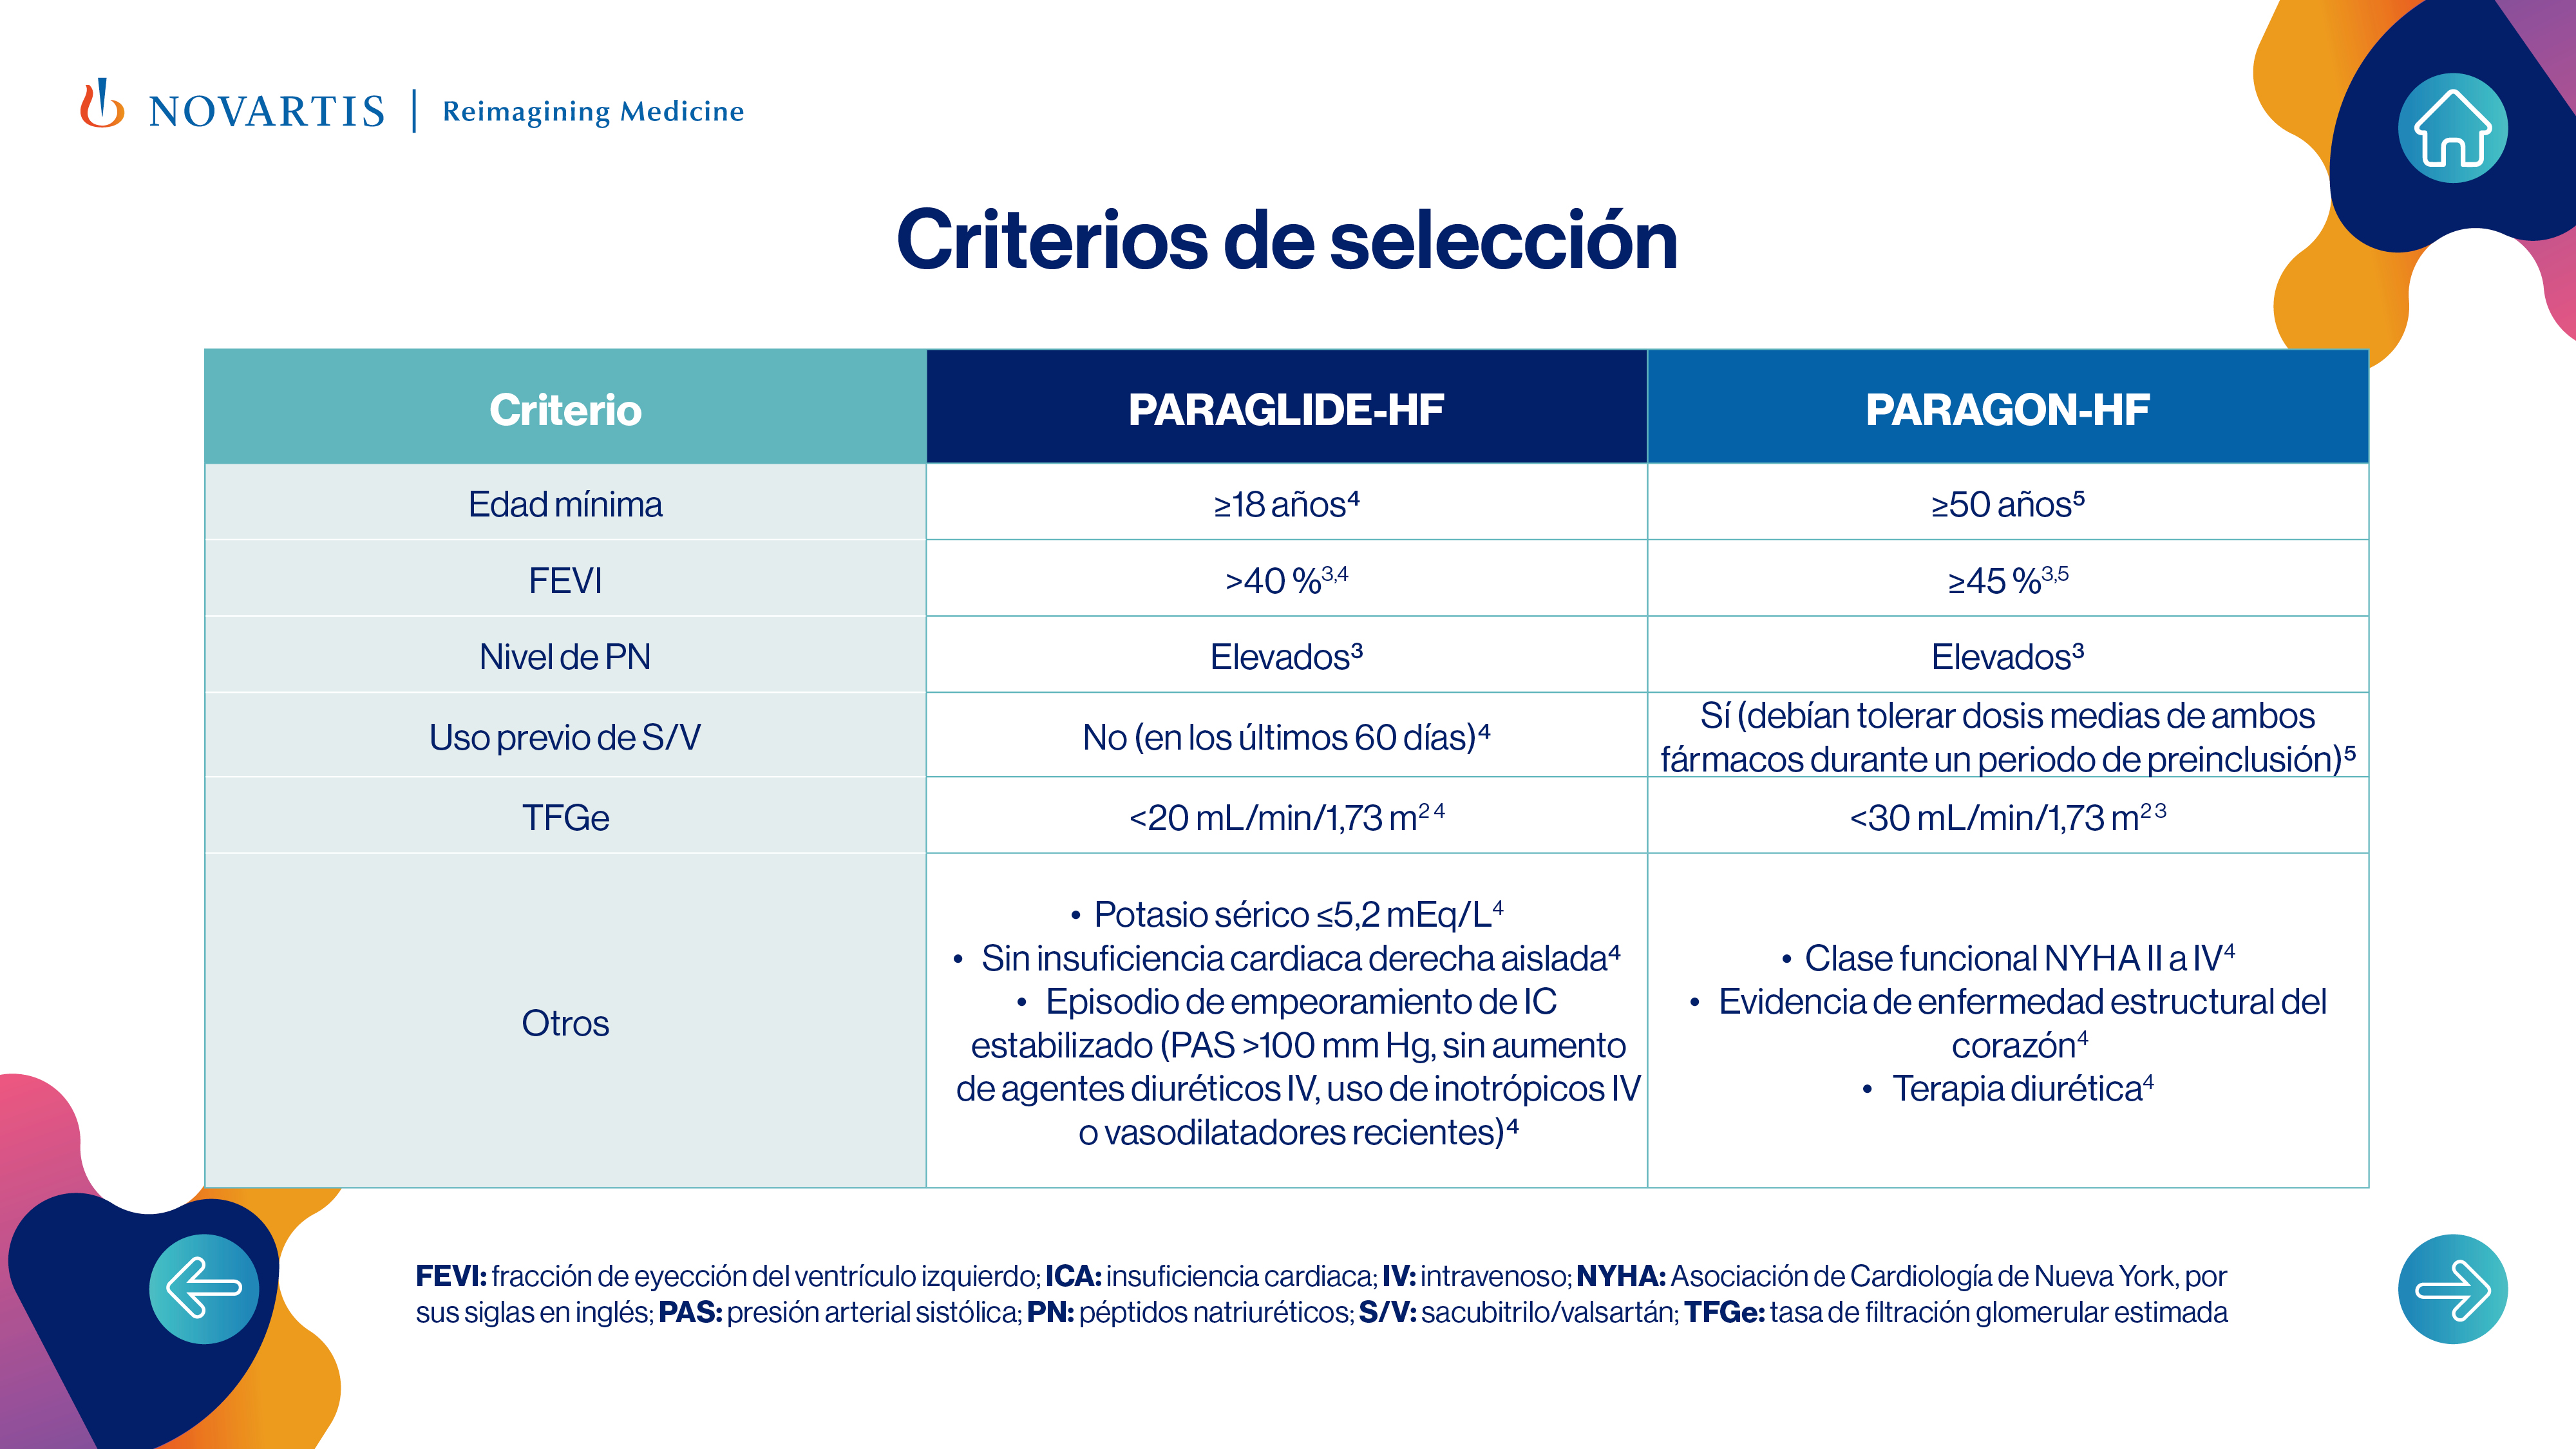 NOVARTIS | Reimagining Medicine
Criterios de selección
Criterio PARAGLIDE-HF PARAGON-HF
Edad mínima ≥18 años⁴ ≥50 años⁵
FEVI >40 %³,⁴ ≥45 %³,⁵
Nivel de PN Elevados³ Elevados³
Uso previo de S/V No (en los últimos 60 días)⁴ Sí (debían tolerar dosis medias de ambos
fármacos durante un periodo de preinclusión)⁵
TFGe <20 mL/min/1,73 m² ⁴ <30 mL/min/1,73 m² ³
Otros
• Potasio sérico ≤5,2 mEq/L⁴
• Sin insuficiencia cardiaca derecha aislada⁴
• Episodio de empeoramiento de IC
estabilizado (PAS >100 mm Hg, sin aumento
de agentes diuréticos IV, uso de inotrópicos IV
o vasodilatadores recientes)⁴
• Clase funcional NYHA II a IV⁴
• Evidencia de enfermedad estructural del
corazón⁴
• Terapia diurética⁴
FEVI: fracción de eyección del ventrículo izquierdo; ICA: insuficiencia cardiaca; IV: intravenoso; NYHA: Asociación de Cardiología de Nueva York, por
sus siglas en inglés; PAS: presión arterial sistólica; PN: péptidos natriuréticos; S/V: sacubitrilo/valsartán; TFGe: tasa de filtración glomerular estimada